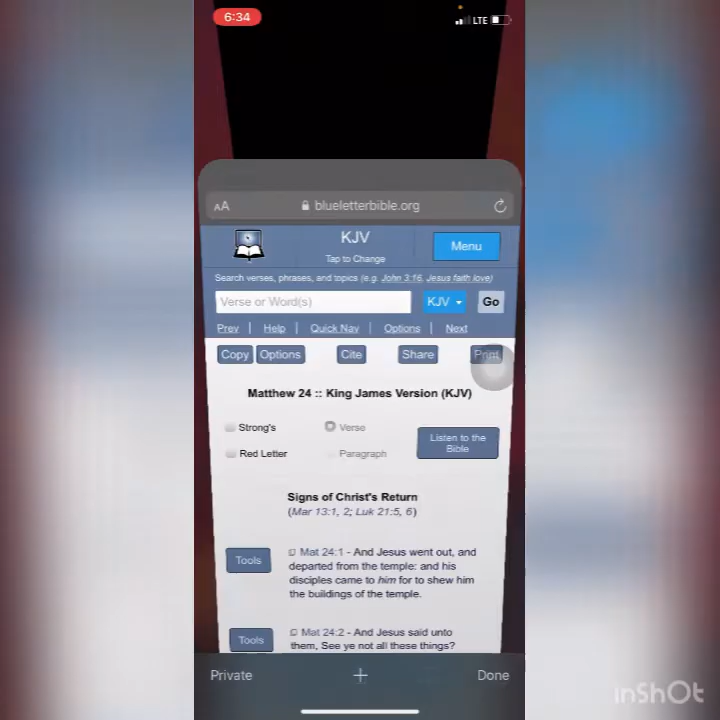 6:34
LTE
AA
blueletterbible.org
KJV
Tap to Change
Menu
Search verses, phrases, and topics (e.g. John 3:16, Jesus faith love)
Verse or Word(s)
KJV
Go
Prev | Help | Quick Nav | Options | Next
Copy Options Cite Share Print
Matthew 24 :: King James Version (KJV)
Strong's
Verse
Red Letter
Paragraph
Listen to the
Bible
Signs of Christ's Return
(Mar 13:1, 2; Luk 21:5, 6)
Tools
Mat 24:1 - And Jesus went out, and
departed from the temple: and his
disciples came to him for to shew him
the buildings of the temple.
Tools
Mat 24:2 - And Jesus said unto
them, See ye not all these things?
Private
Done
InShOt